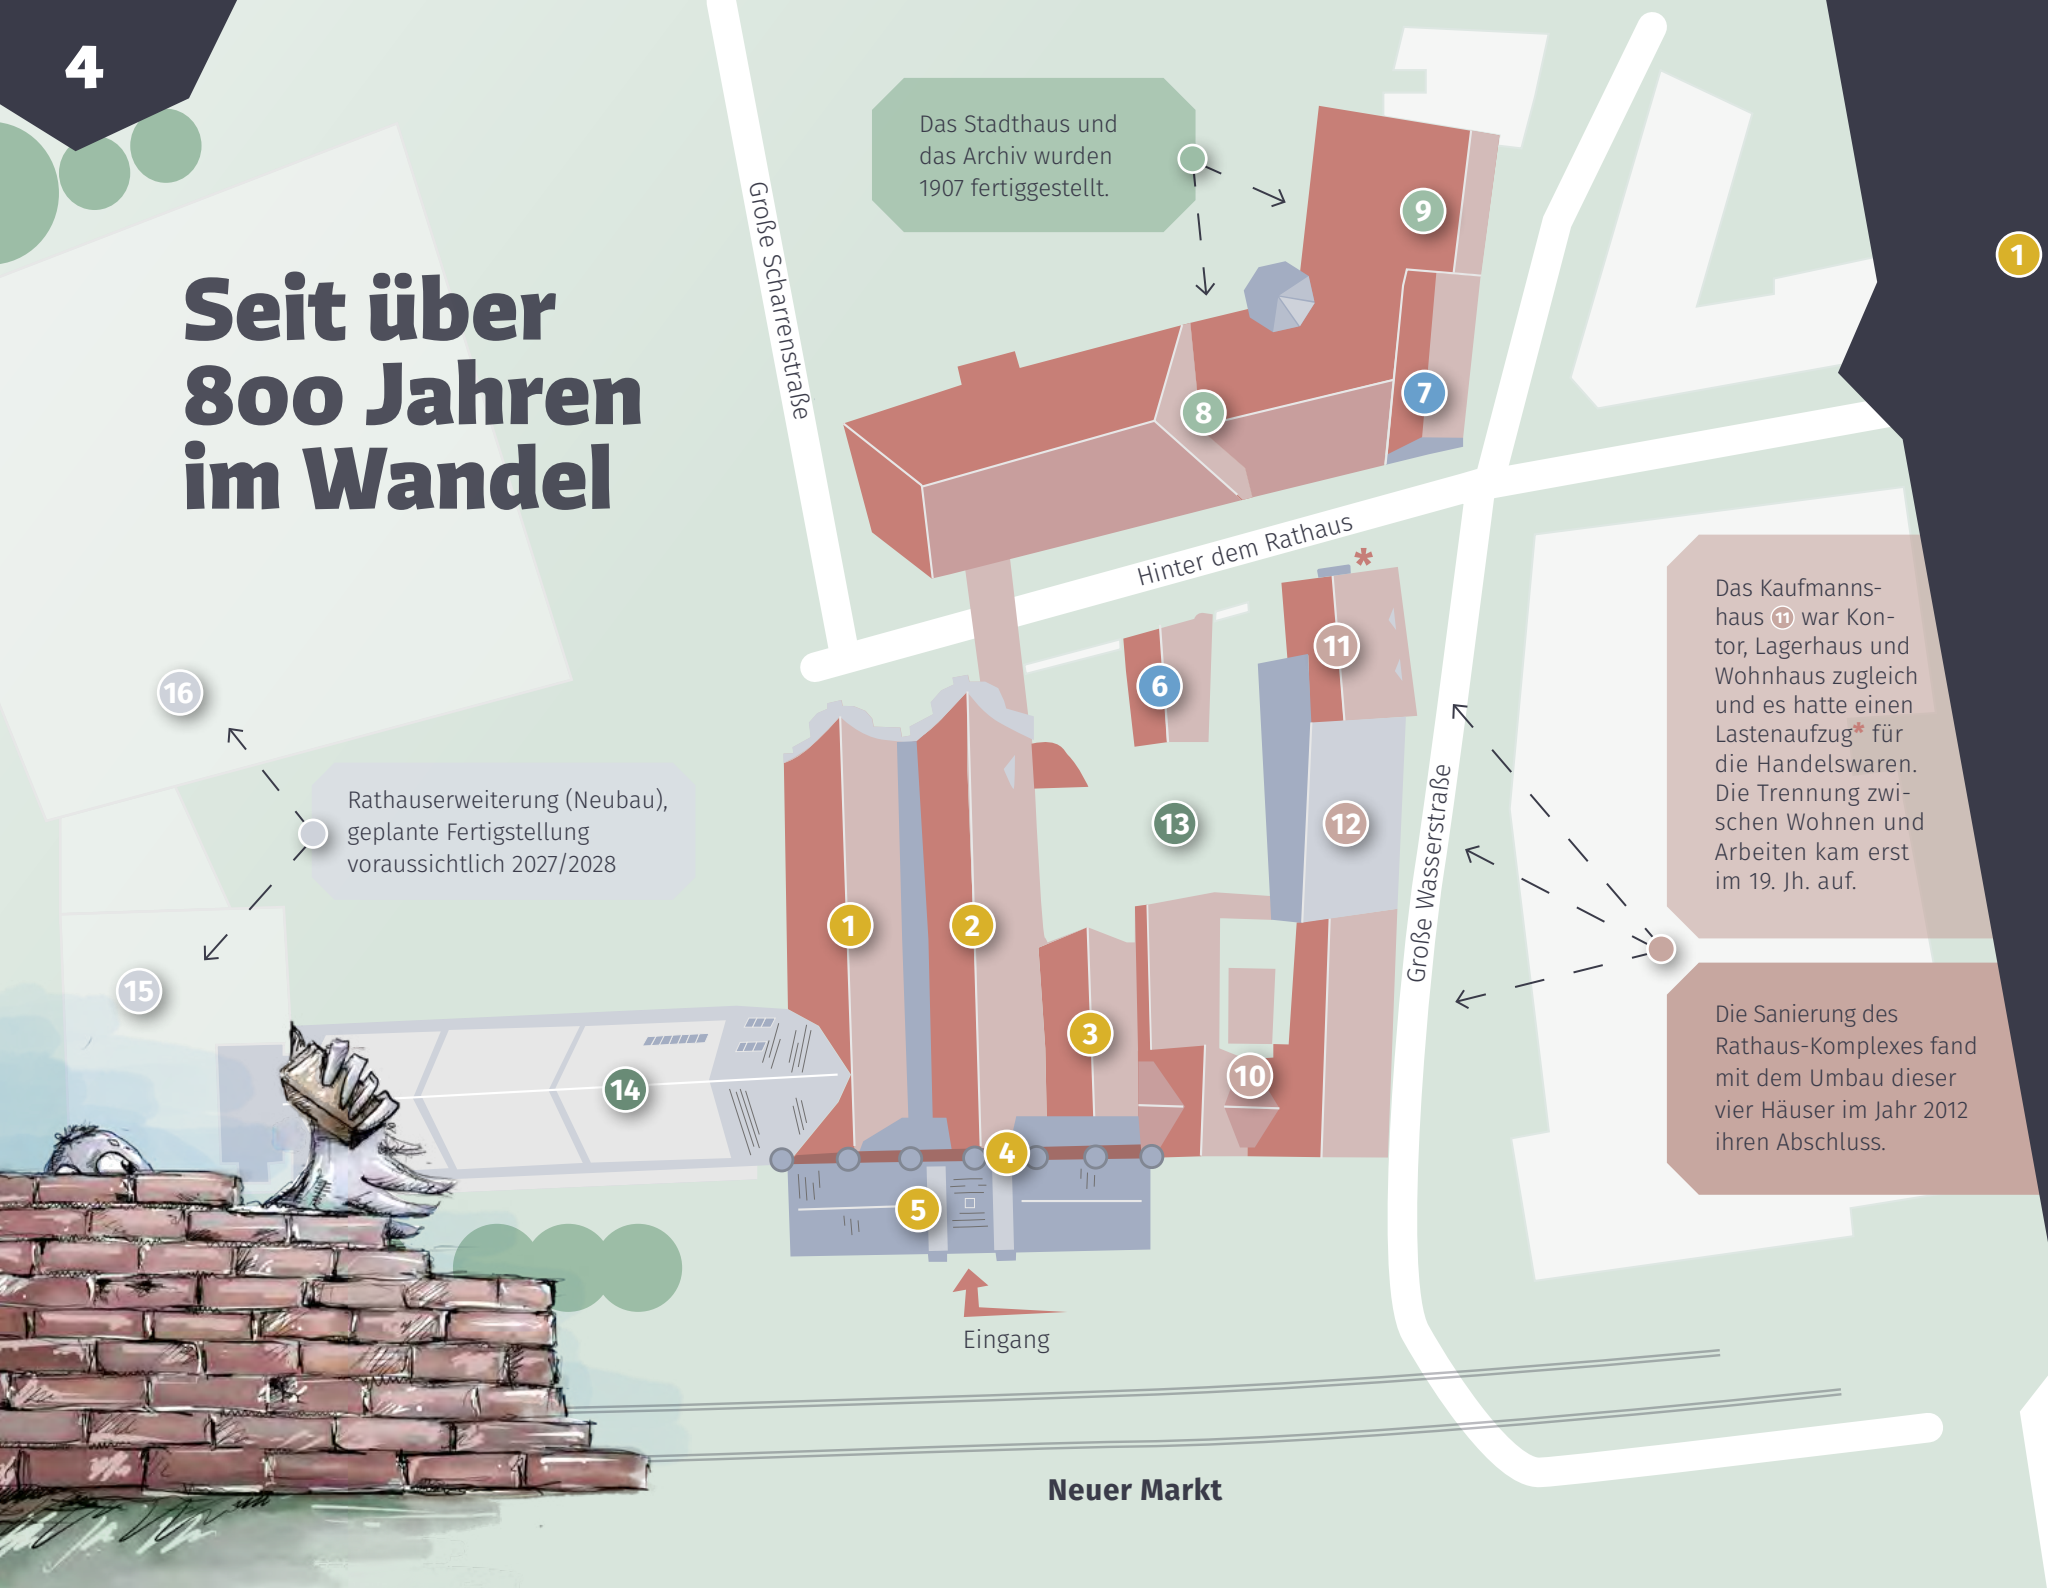 4
Seit über
800 Jahren
im Wandel
Das Stadthaus und
das Archiv wurden
1907 fertiggestellt.
Große Scharrenstraße
9
1
7
8
Hinter dem Rathaus
*
11
6
16
Rathauserweiterung (Neubau),
geplante Fertigstellung
voraussichtlich 2027/2028
15
13
12
1
2
3
10
14
4
5
Große Wasserstraße
Das Kaufmanns-
haus 11 war Kon-
tor, Lagerhaus und
Wohnhaus zugleich
und es hatte einen
Lastenaufzug* für
die Handelswaren.
Die Trennung zwi-
schen Wohnen und
Arbeiten kam erst
im 19. Jh. auf.
Die Sanierung des
Rathaus-Komplexes fand
mit dem Umbau dieser
vier Häuser im Jahr 2012
ihren Abschluss.
Eingang
Neuer Markt